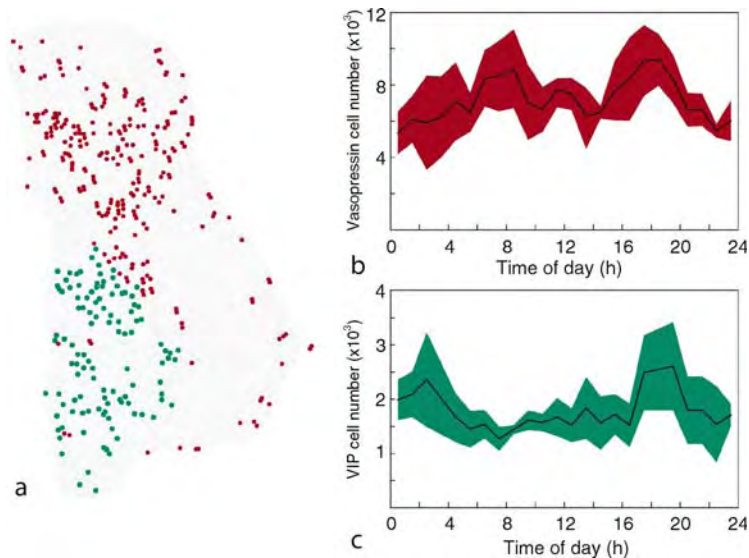 a
12
8
4
Vasopressin cell number (x10³)
0 4 8 12 16 20 24
Time of day (h)
b
4
3
2
1
VIP cell number (x10³)
0 4 8 12 16 20 24
Time of day (h)
c